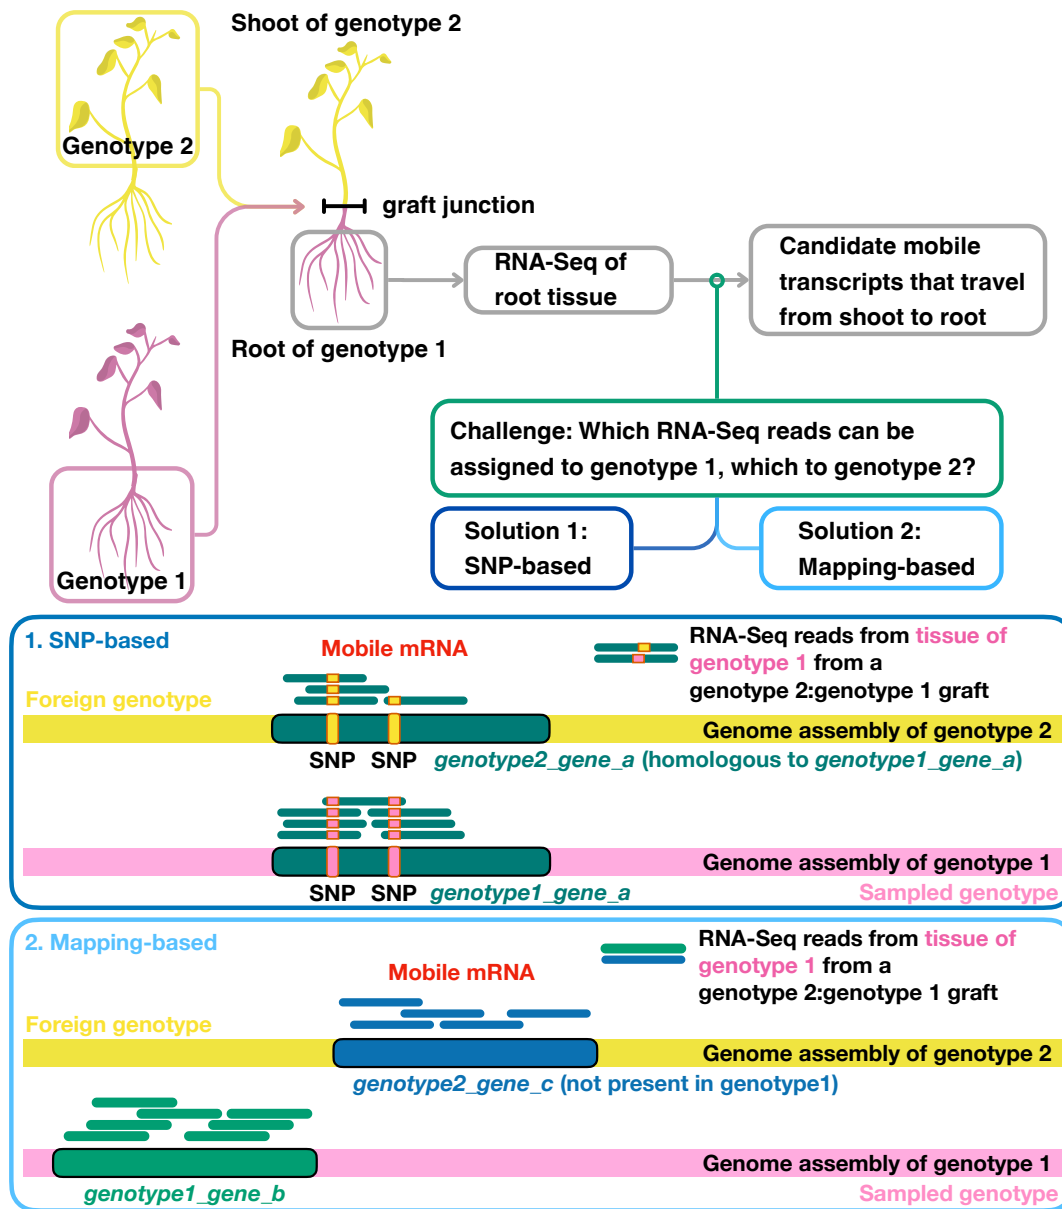 Shoot of genotype 2
Genotype 2
graft junction
RNA-Seq of
root tissue
Candidate mobile
transcripts that travel
from shoot to root
Root of genotype 1
Challenge: Which RNA-Seq reads can be
assigned to genotype 1, which to genotype 2?
Solution 1:
SNP-based
Solution 2:
Mapping-based
Genotype 1
1. SNP-based
Mobile mRNA
RNA-Seq reads from tissue of
genotype 1 from a
genotype 2:genotype 1 graft
Foreign genotype
Genome assembly of genotype 2
SNP SNP genotype2_gene_a (homologous to genotype1_gene_a)
Genome assembly of genotype 1
SNP SNP genotype1_gene_a
Sampled genotype
2. Mapping-based
Mobile mRNA
RNA-Seq reads from tissue of
genotype 1 from a
genotype 2:genotype 1 graft
Foreign genotype
Genome assembly of genotype 2
genotype2_gene_c (not present in genotype1)
Genome assembly of genotype 1
genotype1_gene_b
Sampled genotype